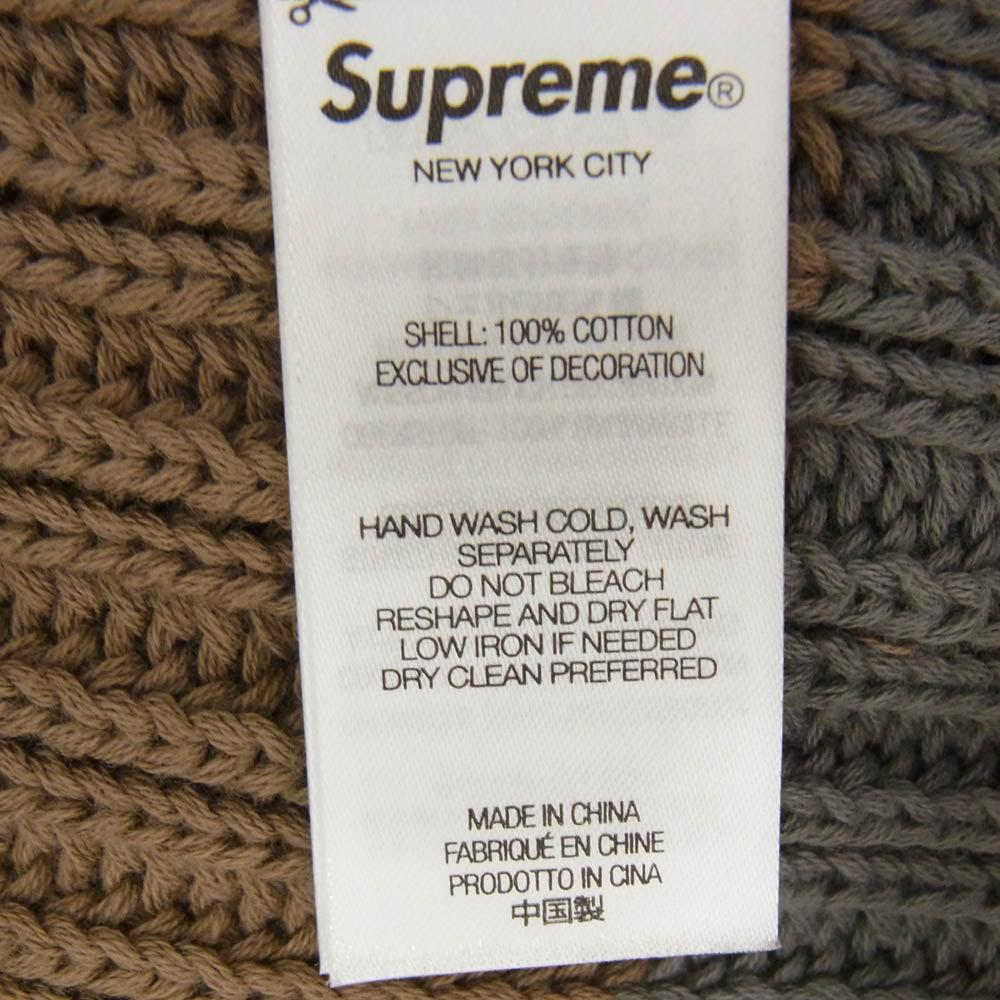 Supreme®
NEW YORK CITY
SHELL: 100% COTTON
EXCLUSIVE OF DECORATION
HAND WASH COLD, WASH
SEPARATELY
DO NOT BLEACH
RESHAPE AND DRY FLAT
LOW IRON IF NEEDED
DRY CLEAN PREFERRED
MADE IN CHINA
FABRIQUÉ EN CHINE
PRODOTTO IN CINA
中国製